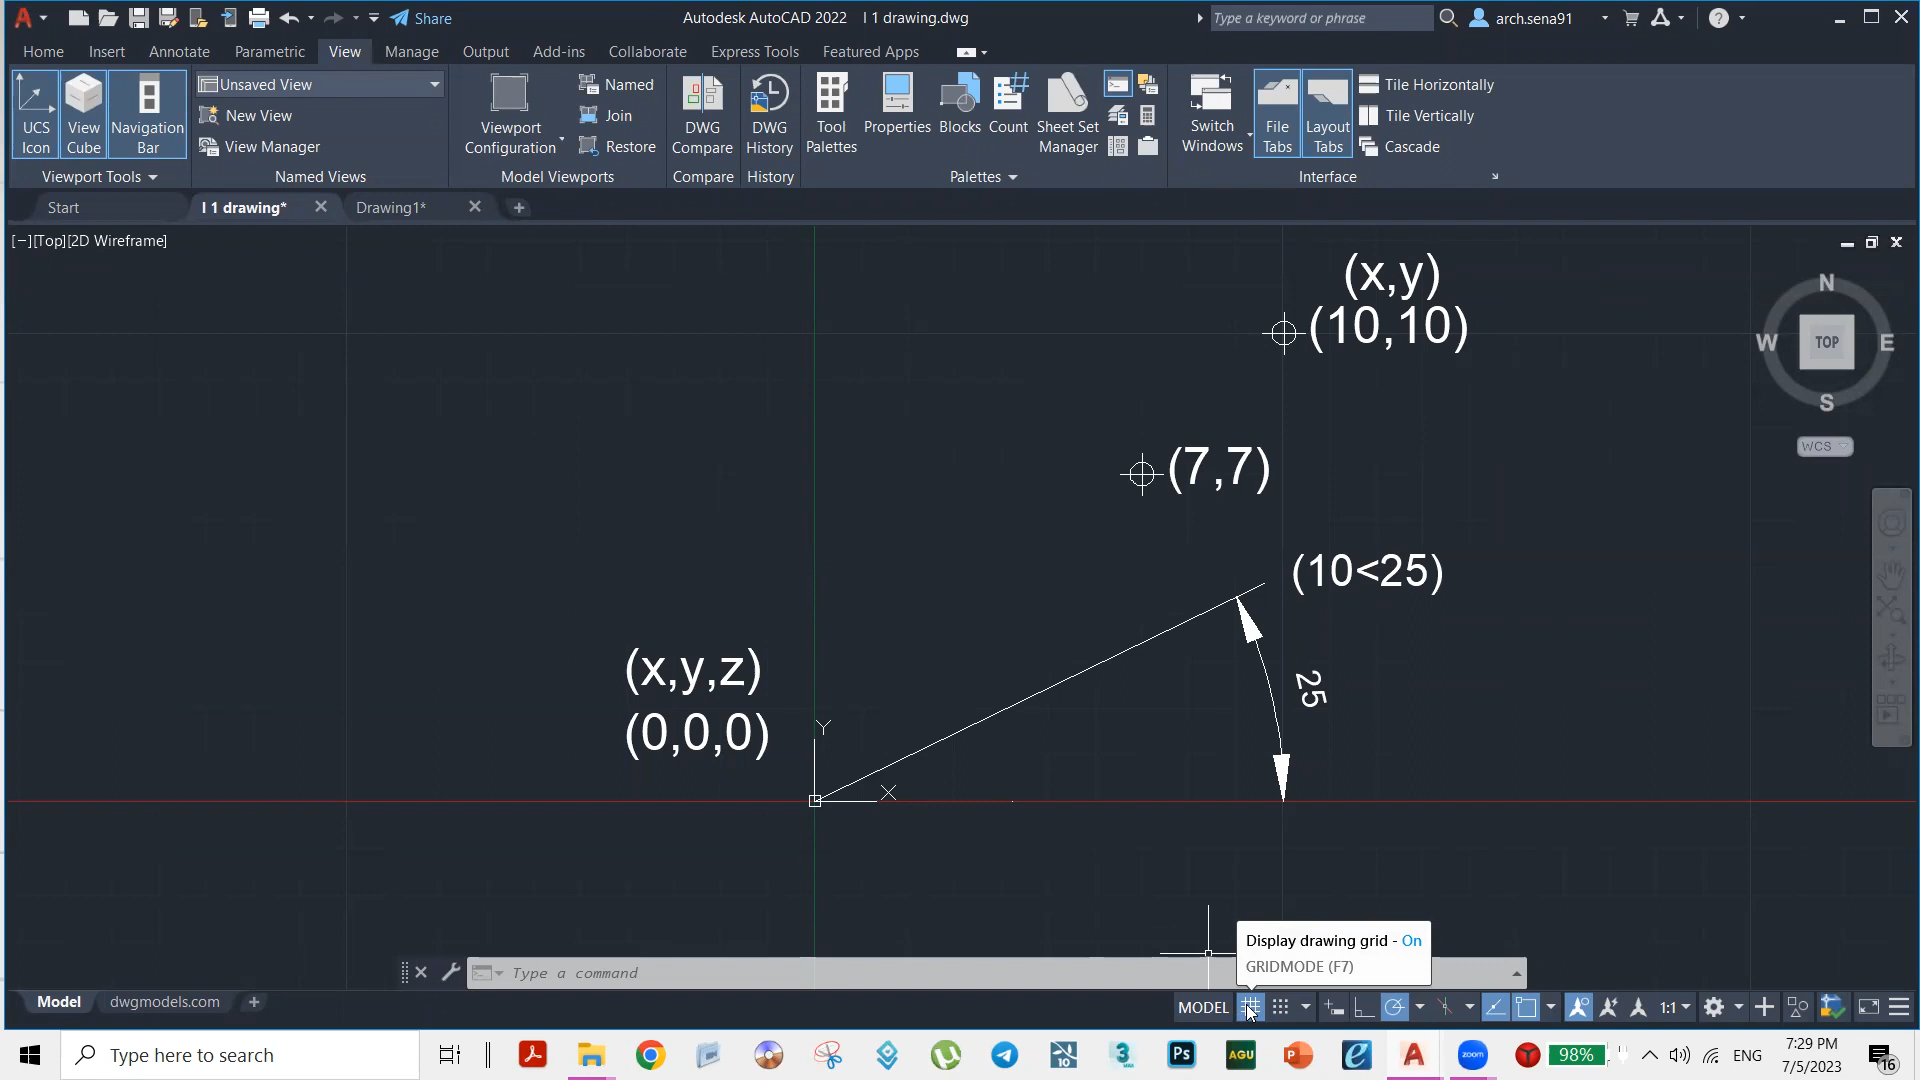 Share
Autodesk AutoCAD 2022    I 1 drawing.dwg
Type a keyword or phrase
arch.sena91
Home Insert Annotate Parametric View Manage Output Add-ins Collaborate Express Tools Featured Apps
UCS Icon
View Cube
Navigation Bar
Viewport Tools
Unsaved View
New View
View Manager
Named Views
Viewport Configuration
Named
Join
Restore
Model Viewports
DWG Compare
Compare
DWG History
History
Tool Palettes
Properties
Blocks
Count
Sheet Set Manager
Palettes
Switch Windows
File Tabs
Layout Tabs
Tile Horizontally
Tile Vertically
Cascade
Interface
Start
I 1 drawing*
Drawing1*
[−][Top][2D Wireframe]
(x,y)
(10,10)
N
W
TOP
E
S
WCS
(7,7)
(10<25)
25
(x,y,z)
(0,0,0)
Y
X
Display drawing grid - On
GRIDMODE (F7)
Type a command
Model
dwgmodels.com
MODEL
1:1
Type here to search
10
3
Ps
AGU
zoom
98%
ENG
7:29 PM
7/5/2023
16